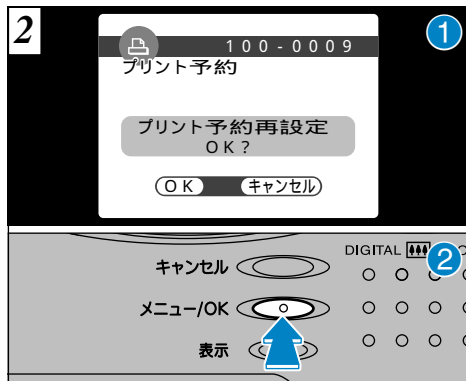 2
1
100-0009
プリント予約
プリント予約再設定
OK?
OK キャンセル
2
DIGITAL
キャンセル
メニュー/OK
表示